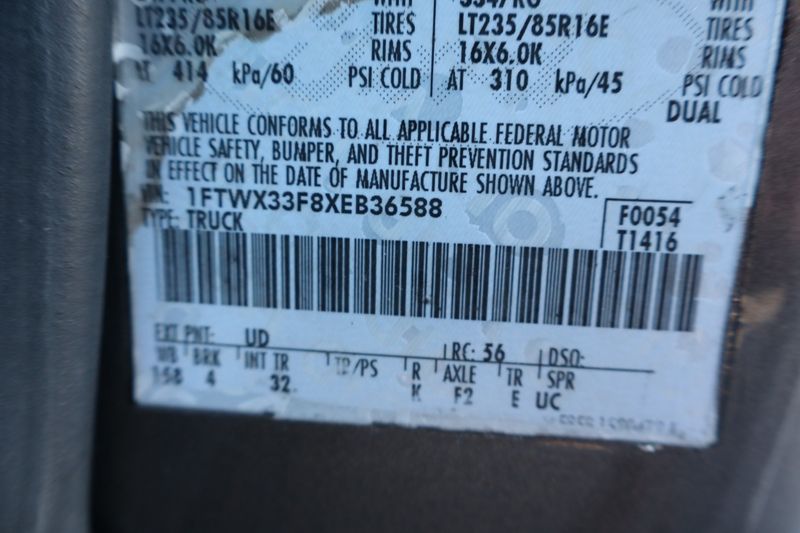 WITH WITH
LT235/85R16E TIRES LT235/85R16E TIRES
16X6.0K RIMS 16X6.0K RIMS
AT 414 kPa/60 PSI COLD AT 310 kPa/45 PSI COLD
DUAL
THIS VEHICLE CONFORMS TO ALL APPLICABLE FEDERAL MOTOR
VEHICLE SAFETY, BUMPER, AND THEFT PREVENTION STANDARDS
IN EFFECT ON THE DATE OF MANUFACTURE SHOWN ABOVE.
VIN: 1FTWX33F8XEB36588 F0054
TYPE: TRUCK T1416
EXT PNT: UD RC: 56 DSO:
WB BRK INT TR TP/PS R AXLE TR SPR
158 4 32 K F2 E UC